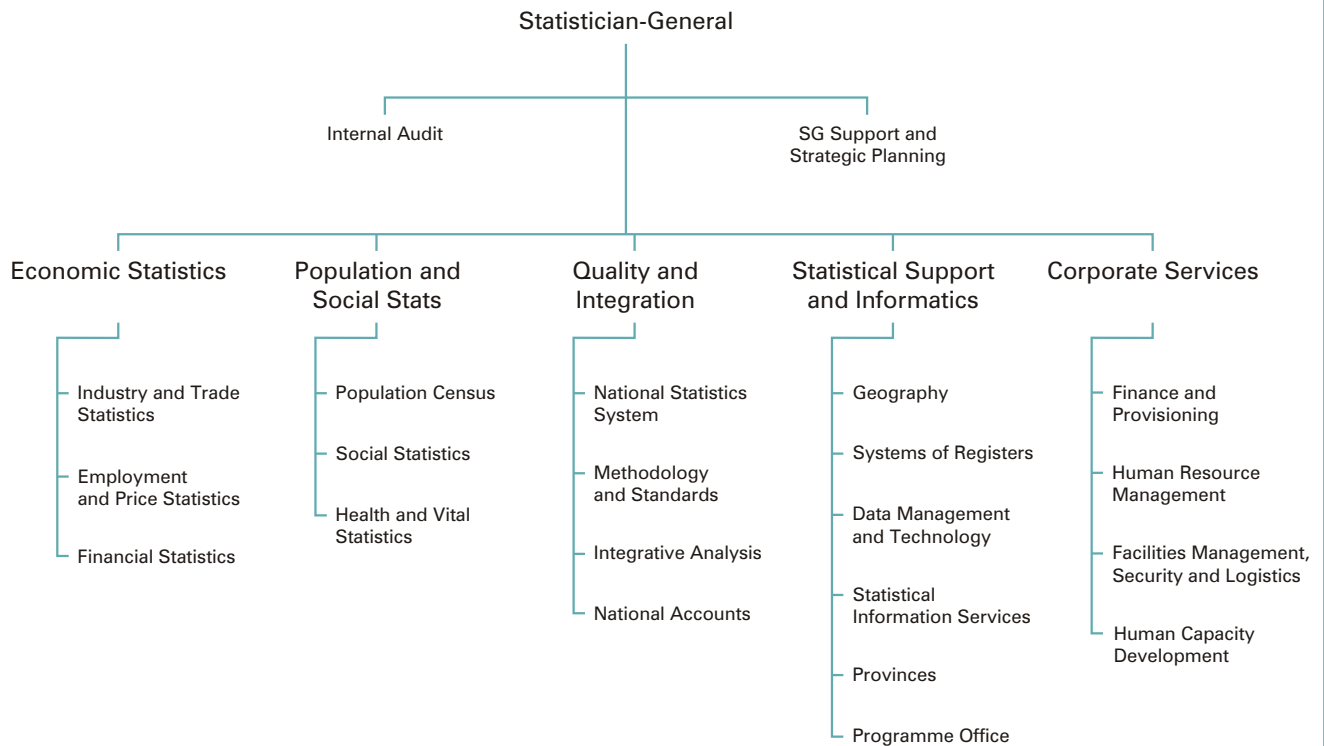 Statistician-General
Internal Audit
SG Support and
Strategic Planning
Economic Statistics
Industry and Trade
Statistics
Employment
and Price Statistics
Financial Statistics
Population and
Social Stats
Population Census
Social Statistics
Health and Vital
Statistics
Quality and
Integration
National Statistics
System
Methodology
and Standards
Integrative Analysis
National Accounts
Statistical Support
and Informatics
Geography
Systems of Registers
Data Management
and Technology
Statistical
Information Services
Provinces
Programme Office
Corporate Services
Finance and
Provisioning
Human Resource
Management
Facilities Management,
Security and Logistics
Human Capacity
Development